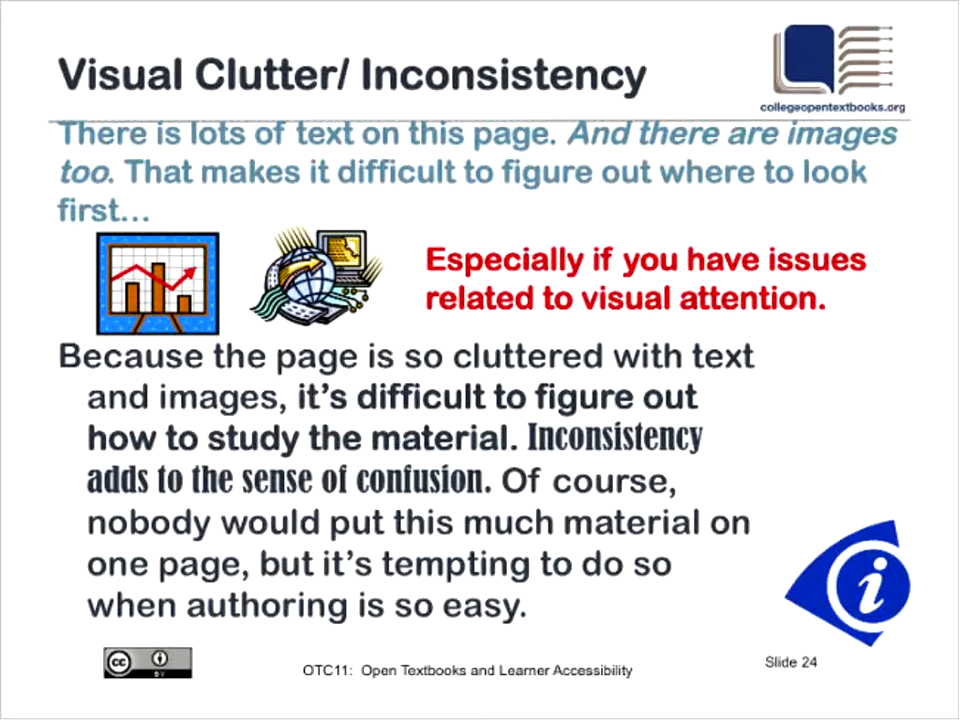 Visual Clutter/ Inconsistency
collegeopentextbooks.org
There is lots of text on this page. And there are images
too. That makes it difficult to figure out where to look
first...
Especially if you have issues
related to visual attention.
Because the page is so cluttered with text
and images, it's difficult to figure out
how to study the material. Inconsistency
adds to the sense of confusion. Of course,
nobody would put this much material on
one page, but it's tempting to do so
when authoring is so easy.
i
cc
BY
OTC11: Open Textbooks and Learner Accessibility
Slide 24